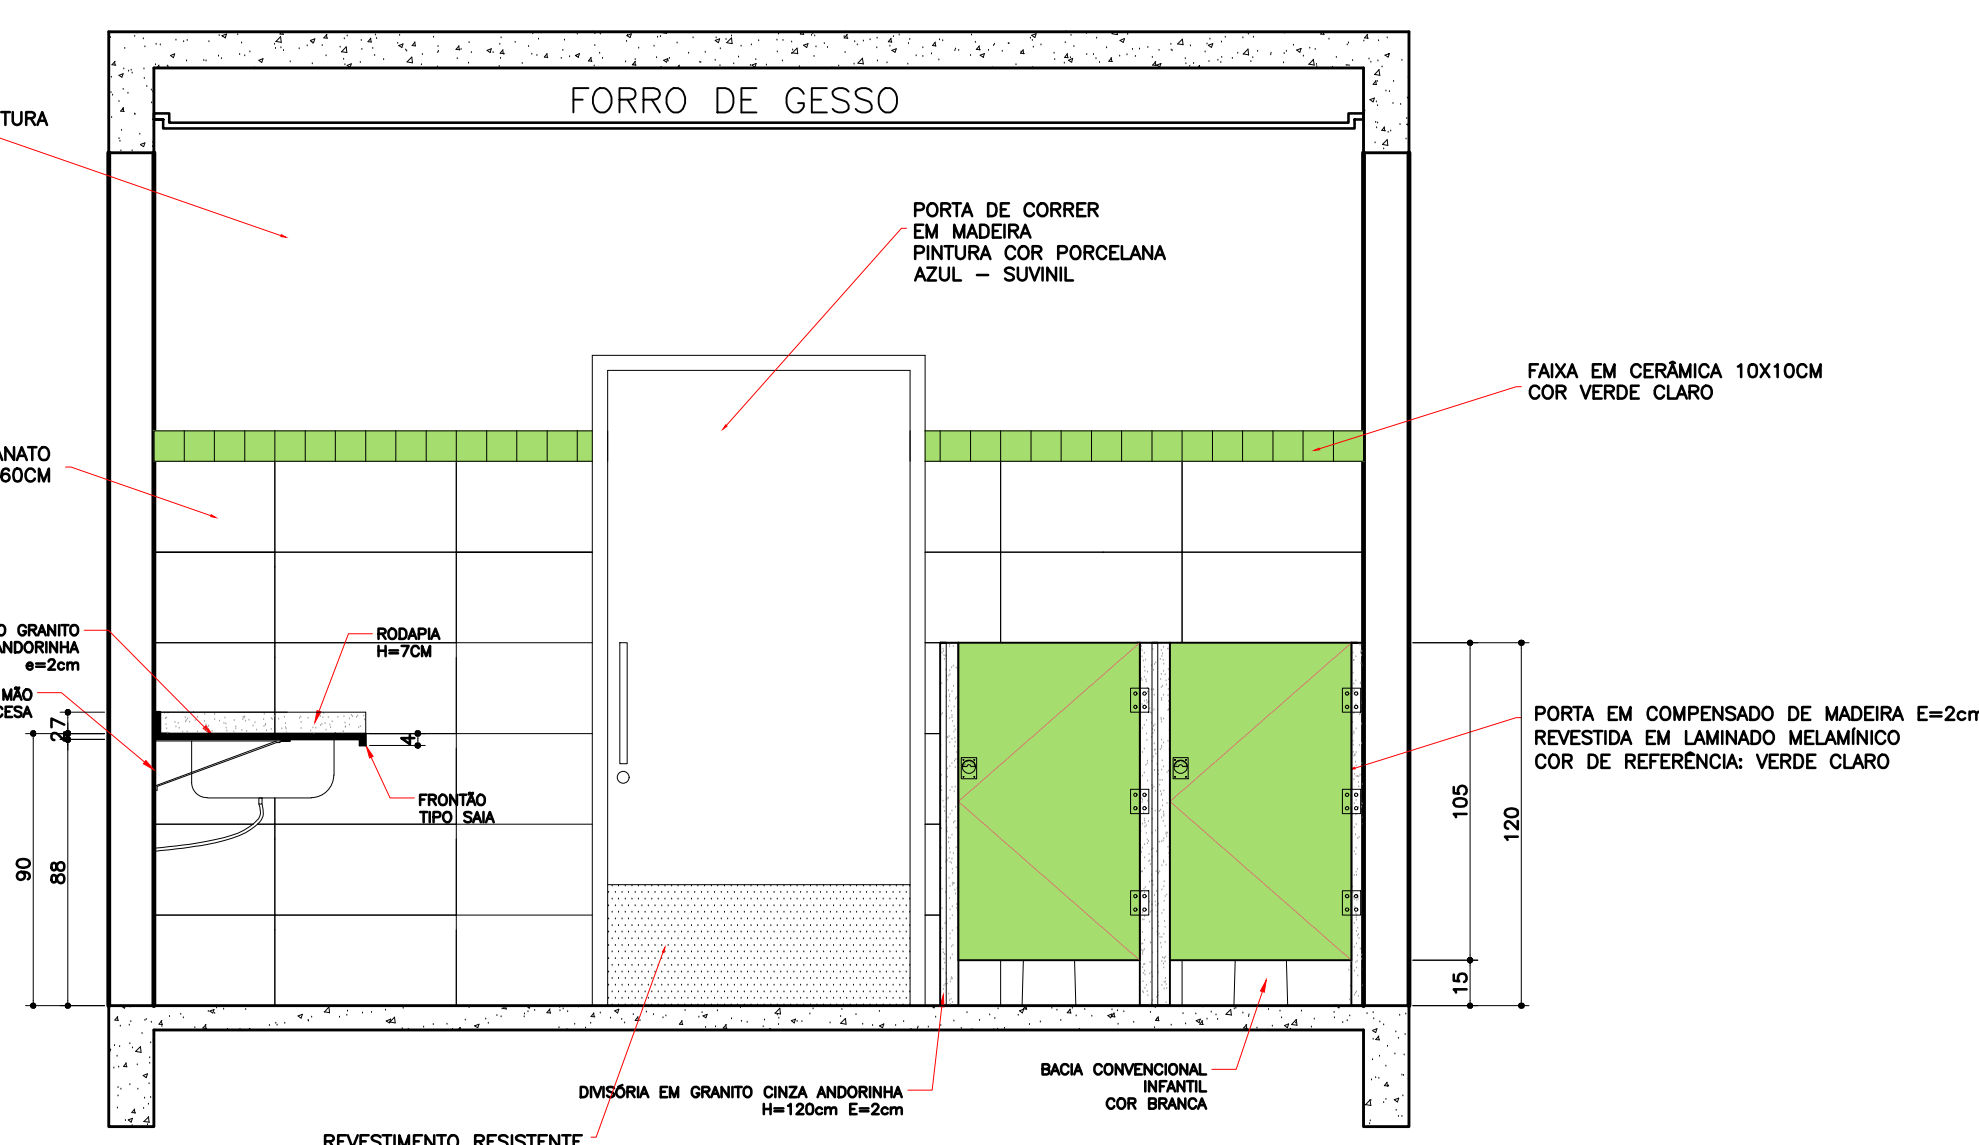 FORRO DE GESSO
TURA
PORTA DE CORRER
EM MADEIRA
PINTURA COR PORCELANA
AZUL – SUVINIL
FAIXA EM CERÂMICA 10X10CM
COR VERDE CLARO
ANATO
60CM
O GRANITO
ANDORINHA
e=2cm
MÃO
CESA
RODAPIA
H=7CM
27
4
FRONTÃO
TIPO SAIA
90
88
PORTA EM COMPENSADO DE MADEIRA E=2cm
REVESTIDA EM LAMINADO MELAMÍNICO
COR DE REFERÊNCIA: VERDE CLARO
105
120
15
BACIA CONVENCIONAL
INFANTIL
COR BRANCA
DIVISÓRIA EM GRANITO CINZA ANDORINHA
H=120cm E=2cm
REVESTIMENTO RESISTENTE